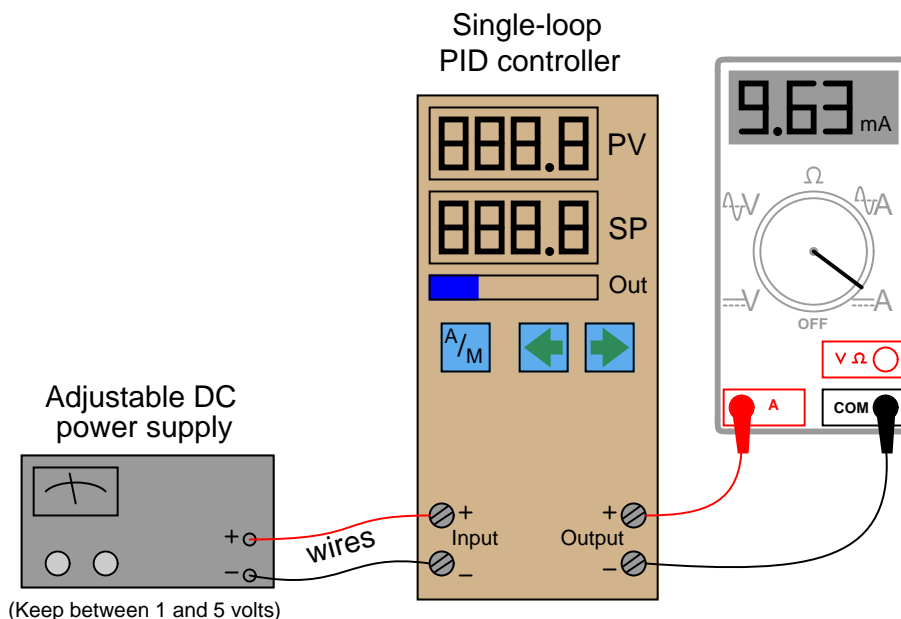 Single-loop
PID controller
888.8 PV
888.8 SP
Out
A/M
+
Input
–
+
Output
–
9.63 mA
Ω
V
A
V
A
OFF
V Ω
A
COM
Adjustable DC
power supply
+
–
(Keep between 1 and 5 volts)
wires